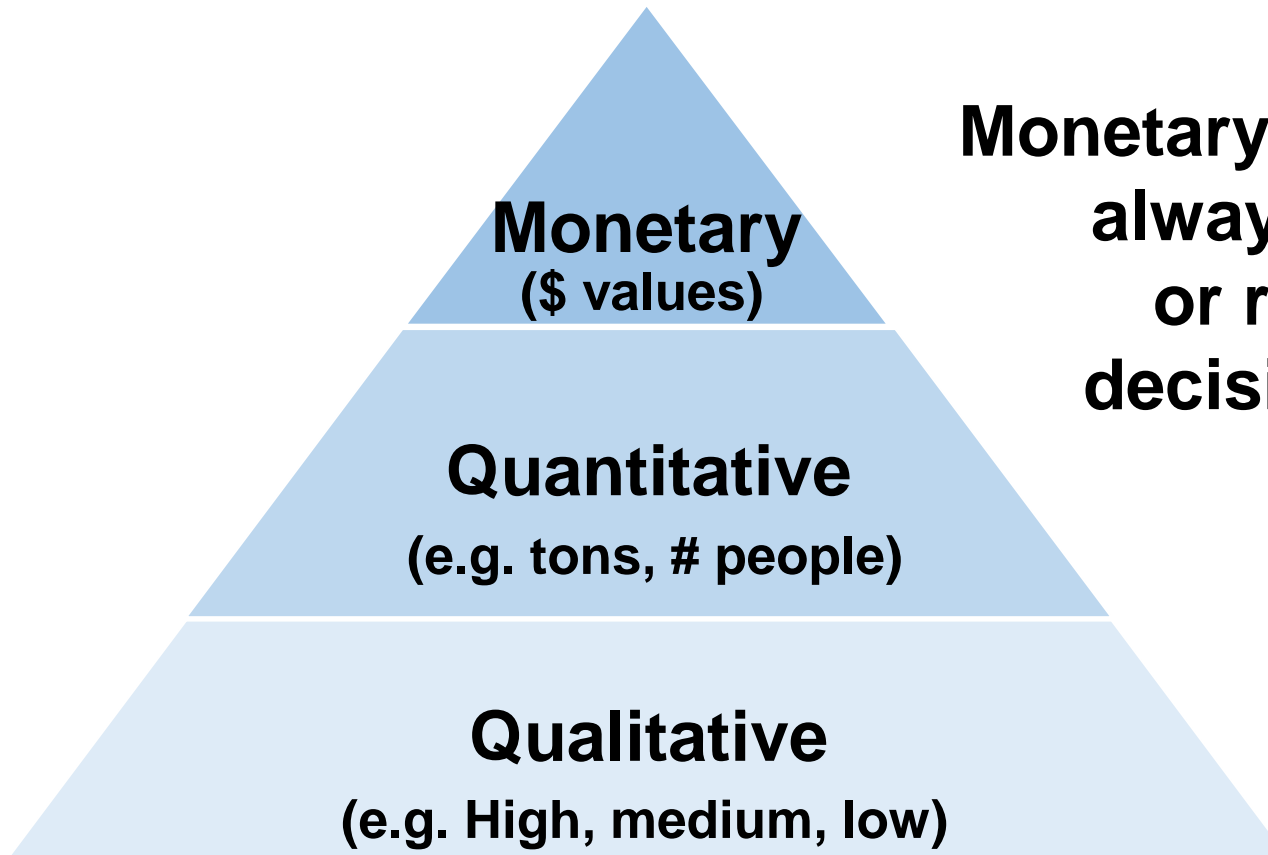 Monetary
($ values)
Quantitative
(e.g. tons, # people)
Qualitative
(e.g. High, medium, low)
Monetary
or